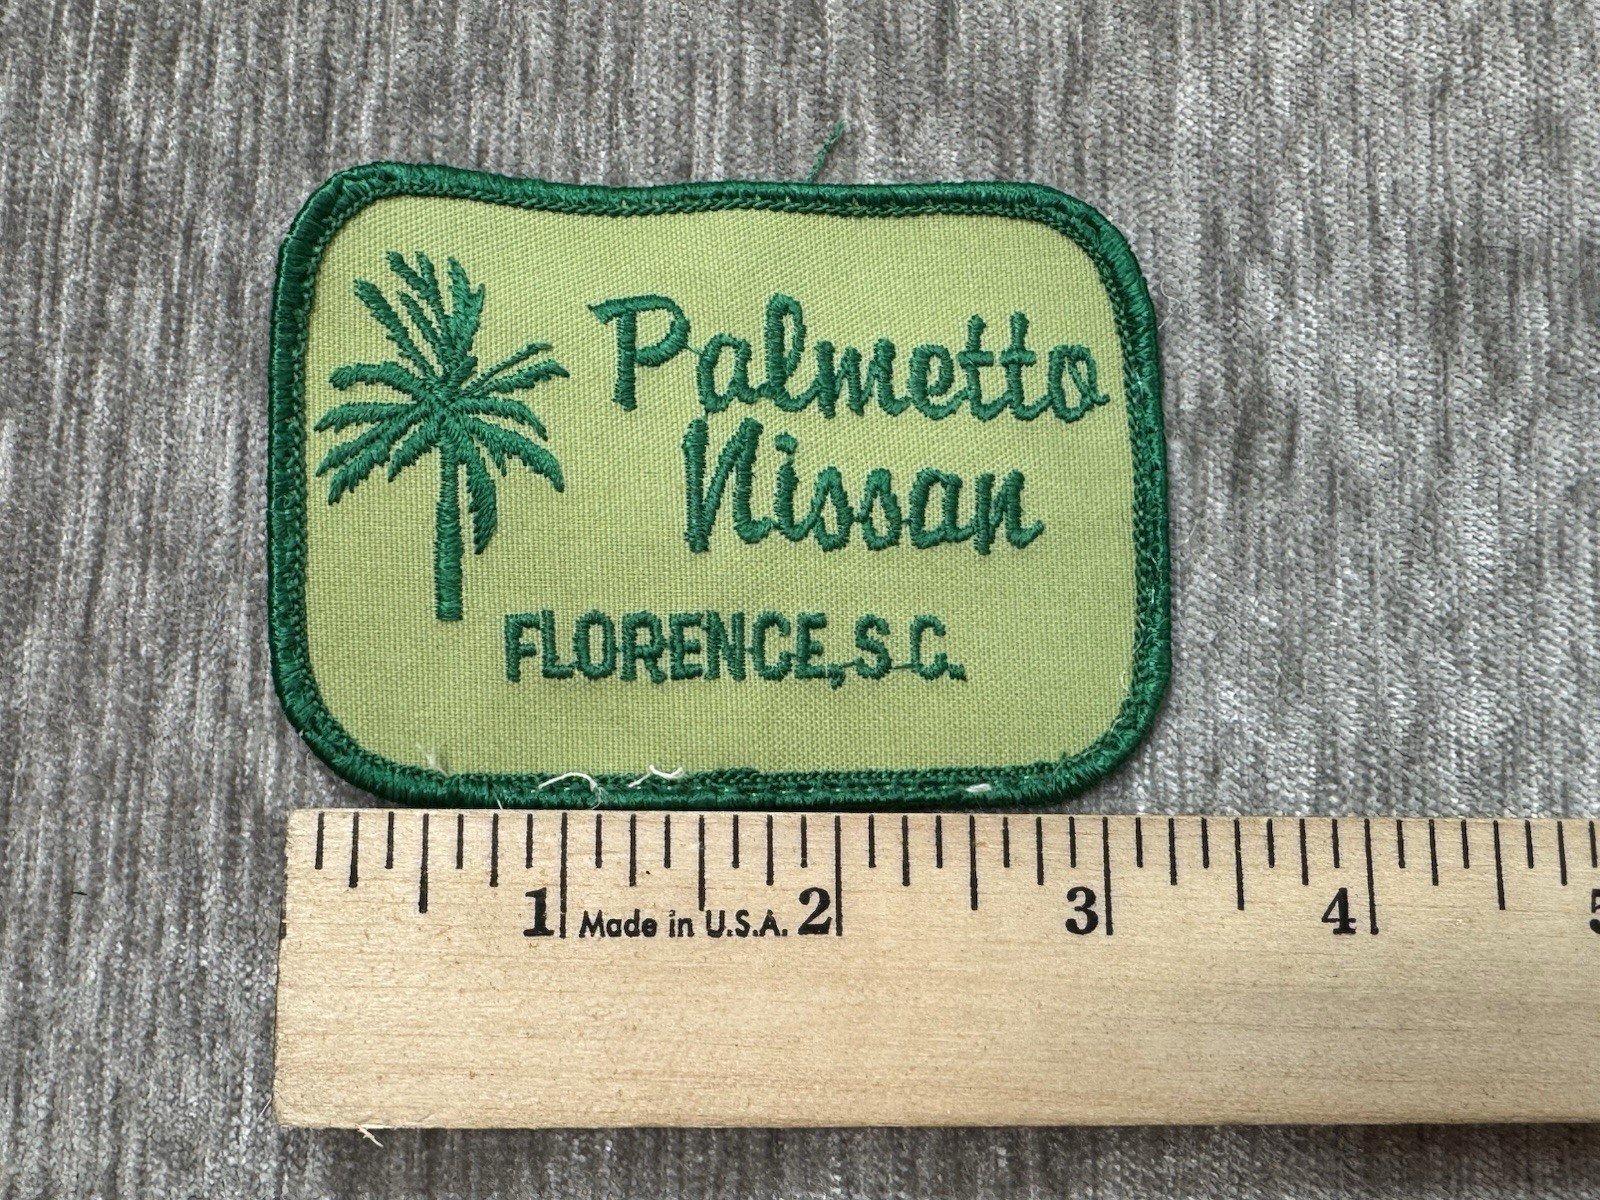 Palmetto
Nissan
FLORENCE, S.C.
1 Made in U.S.A. 2 3 4 5